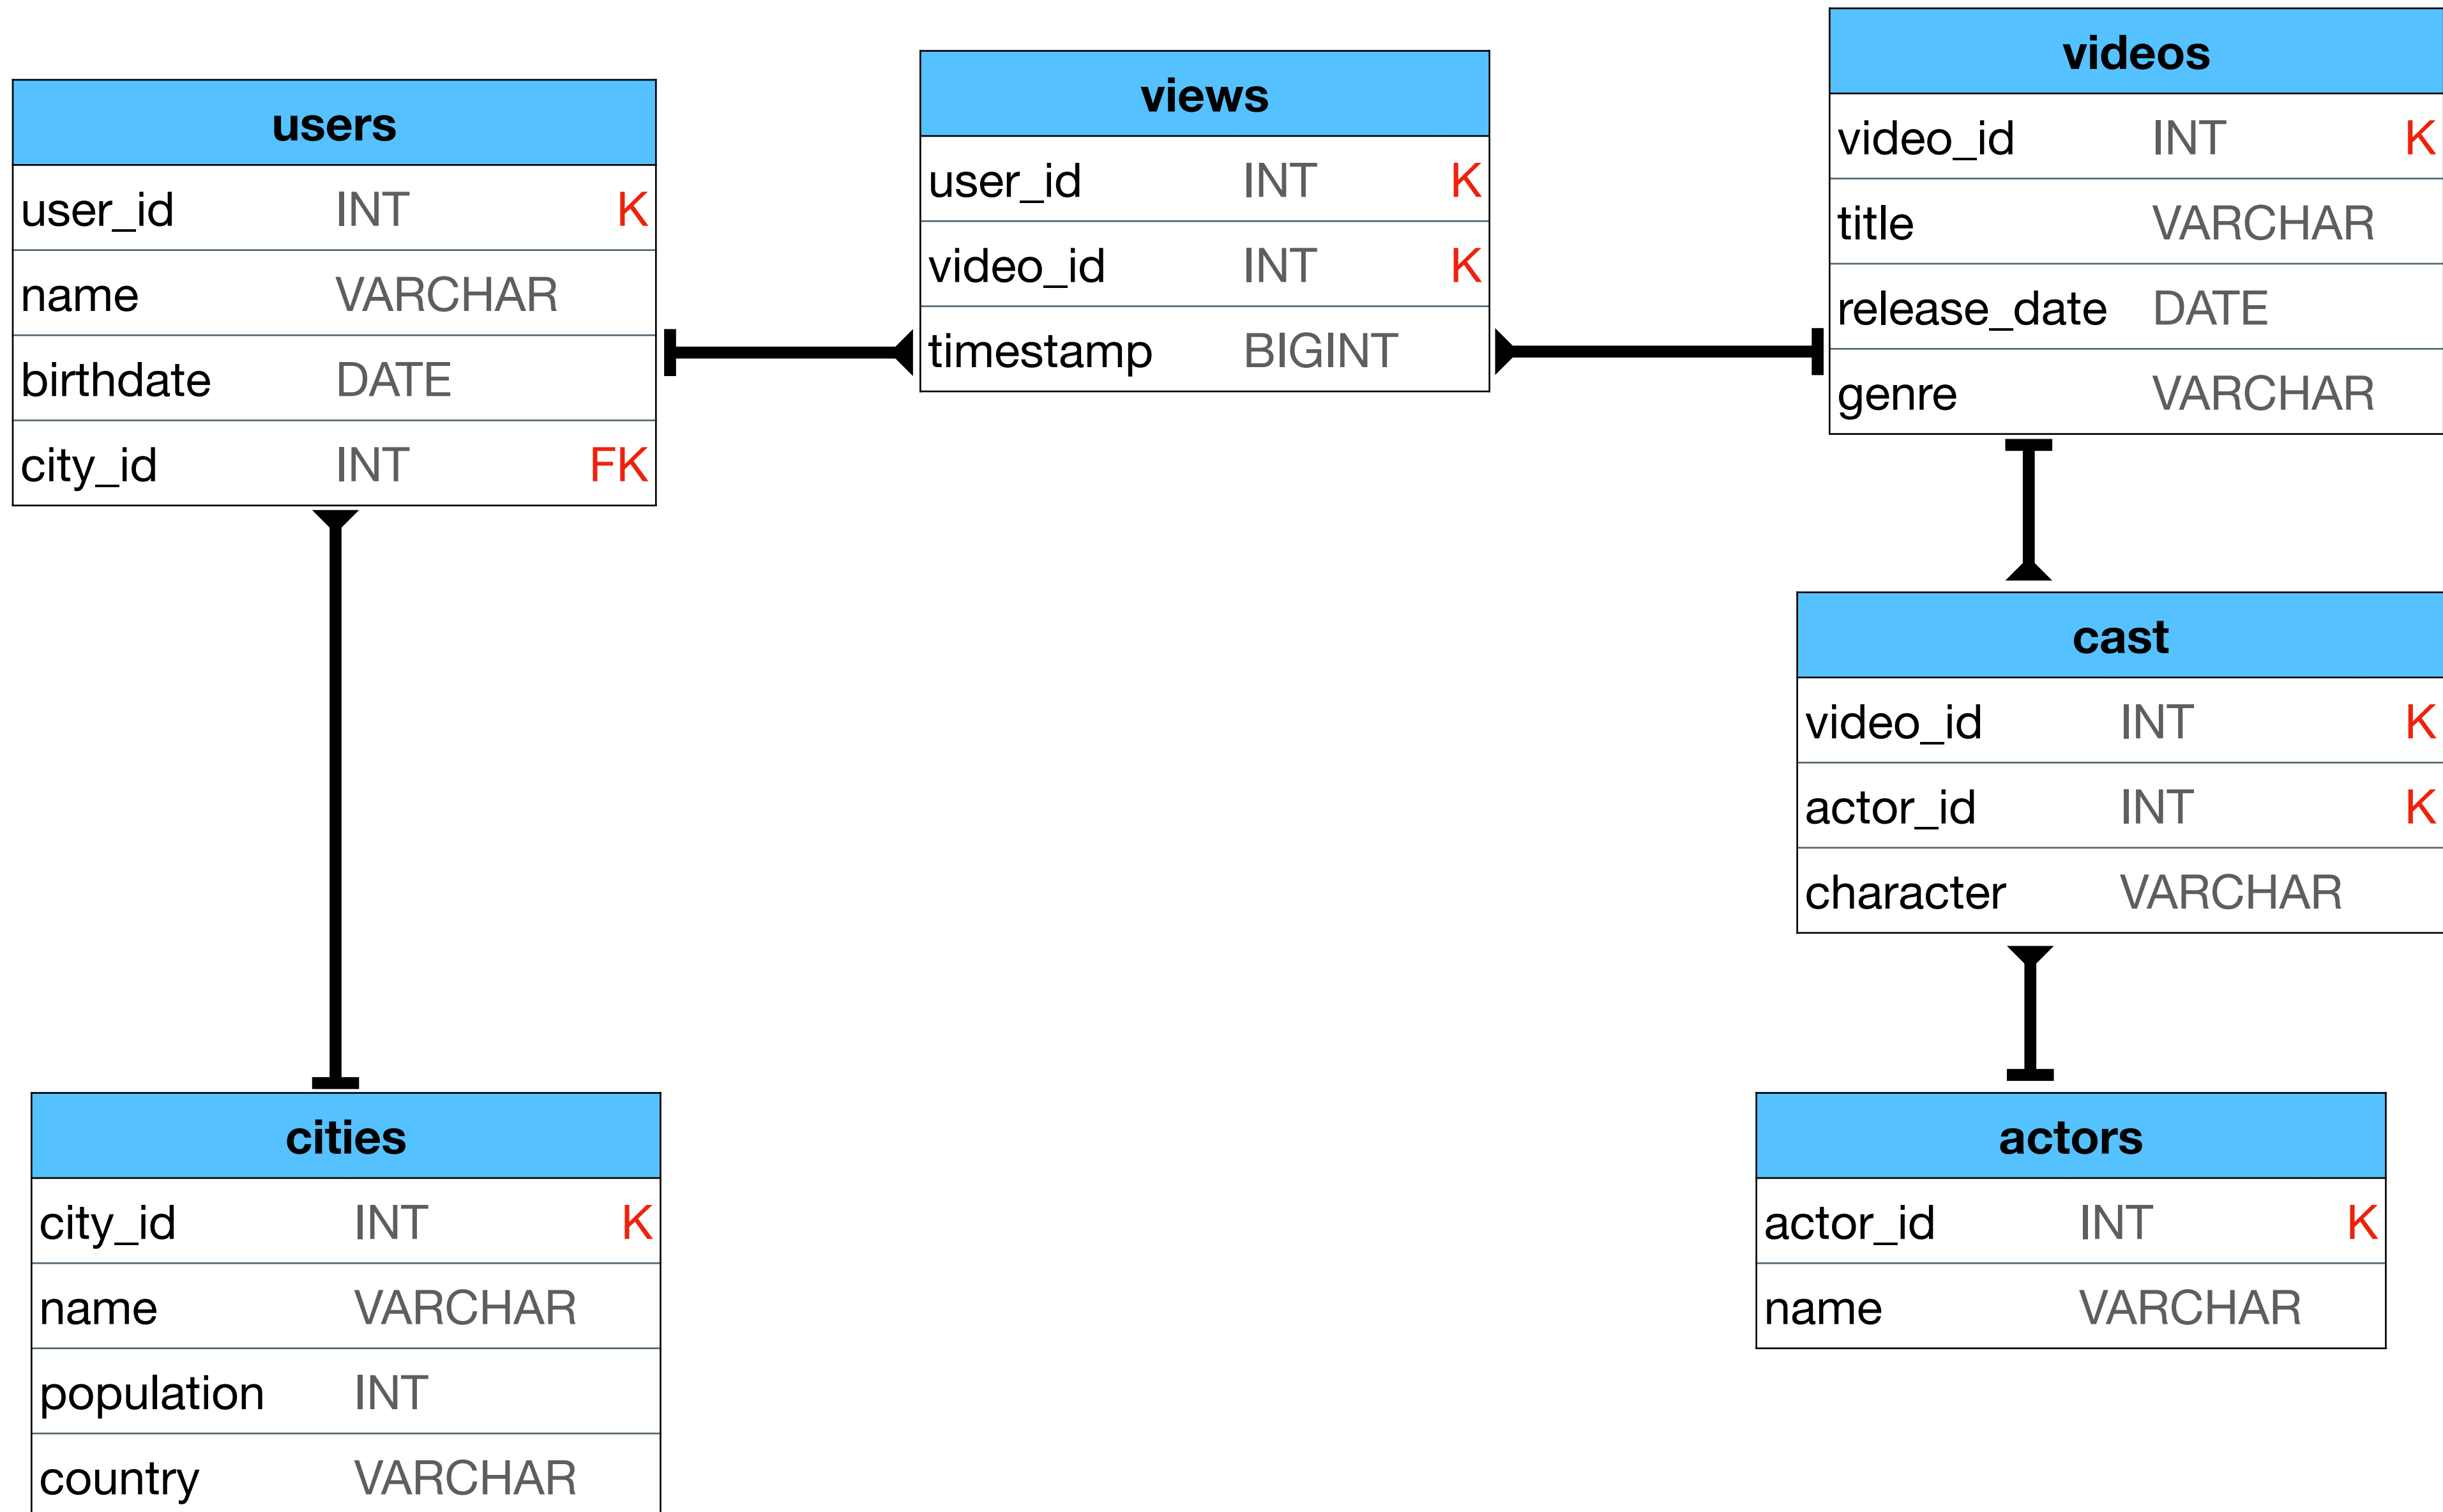 users
user_id INT K
name VARCHAR
birthdate DATE
city_id INT FK
views
user_id INT K
video_id INT K
timestamp BIGINT
videos
video_id INT K
title VARCHAR
release_date DATE
genre VARCHAR
cast
video_id INT K
actor_id INT K
character VARCHAR
cities
city_id INT K
name VARCHAR
population INT
country VARCHAR
actors
actor_id INT K
name VARCHAR